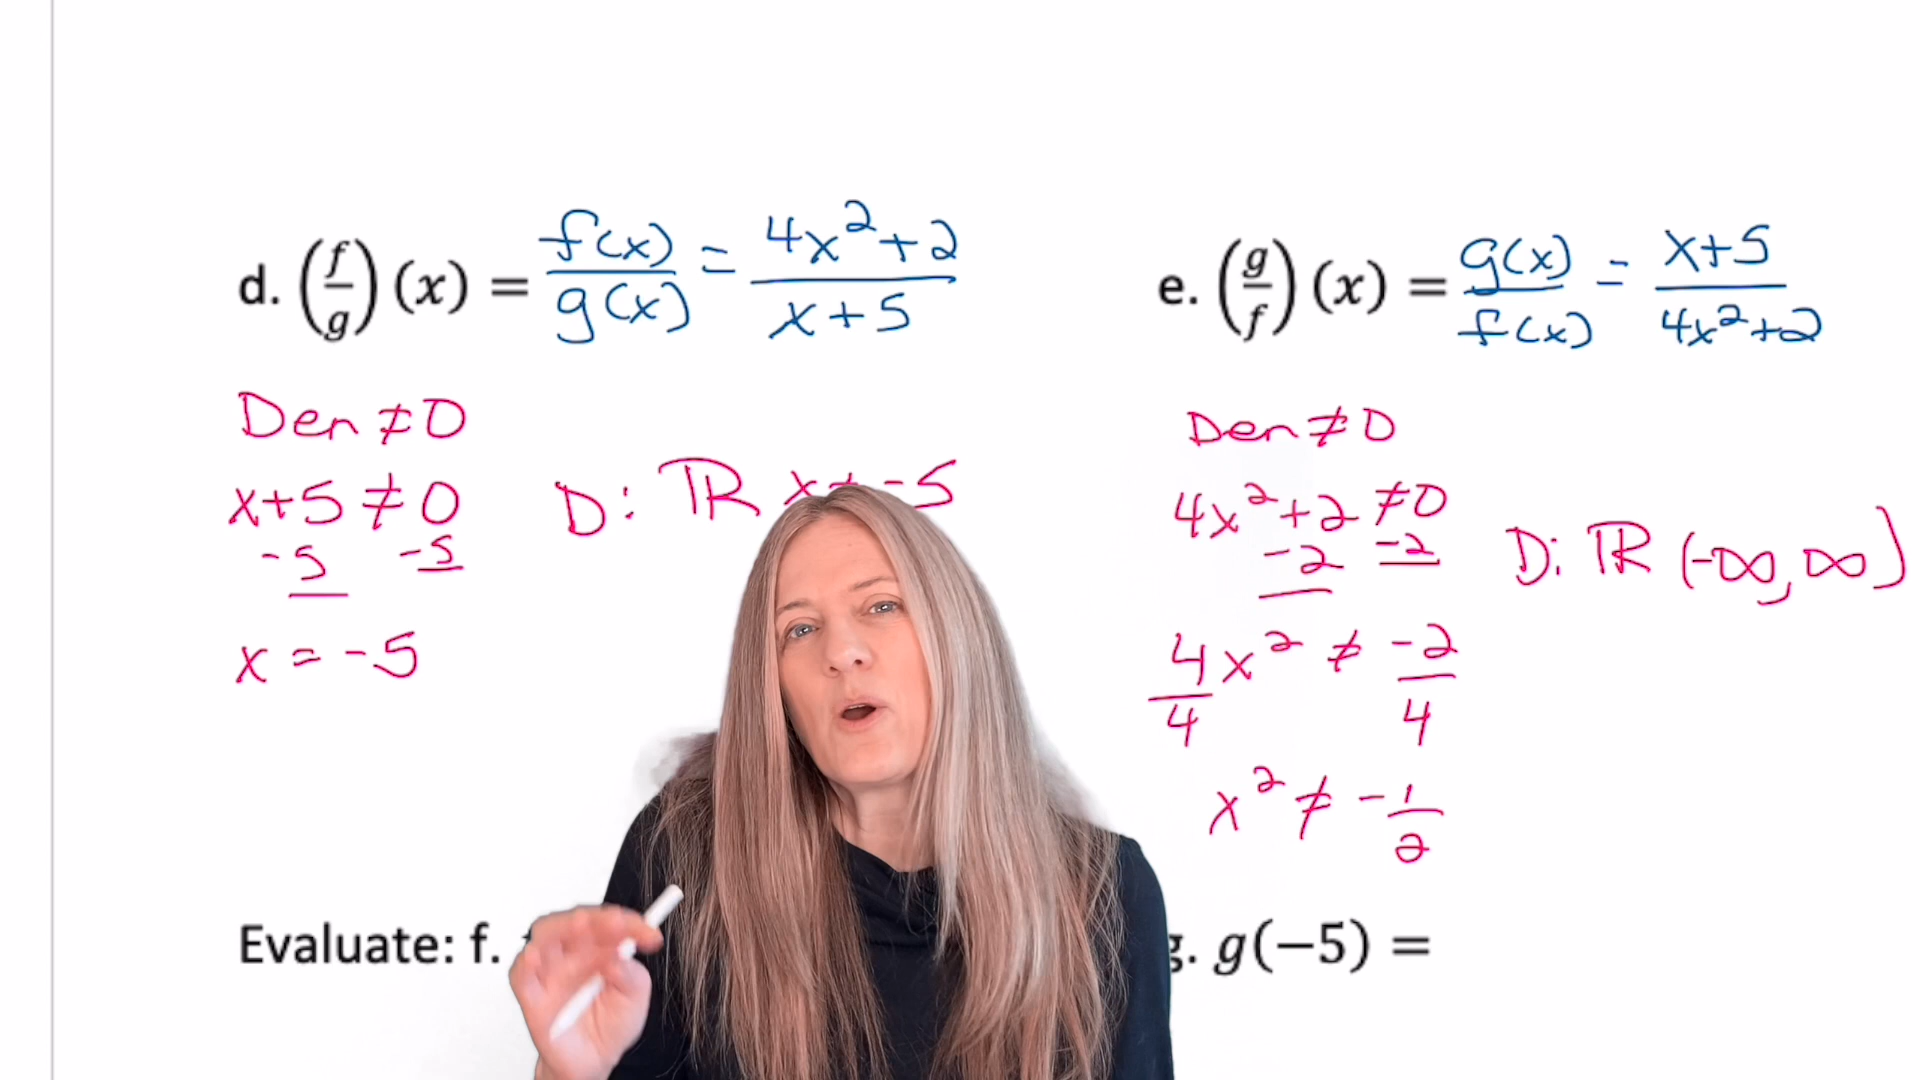 d. (f/g)(x) = f(x)/g(x) = 4x²+2/x+5
Den ≠ 0
x+5 ≠ 0
-5 -5
D: ℝ x ≠ -5
x = -5
e. (g/f)(x) = g(x)/f(x) = x+5/4x²+2
Den ≠ 0
4x²+2 ≠ 0
-2 -2
D: ℝ (-∞, ∞)
4x²/4 ≠ -2/4
x² ≠ -1/2
Evaluate: f.
g. g(−5) =